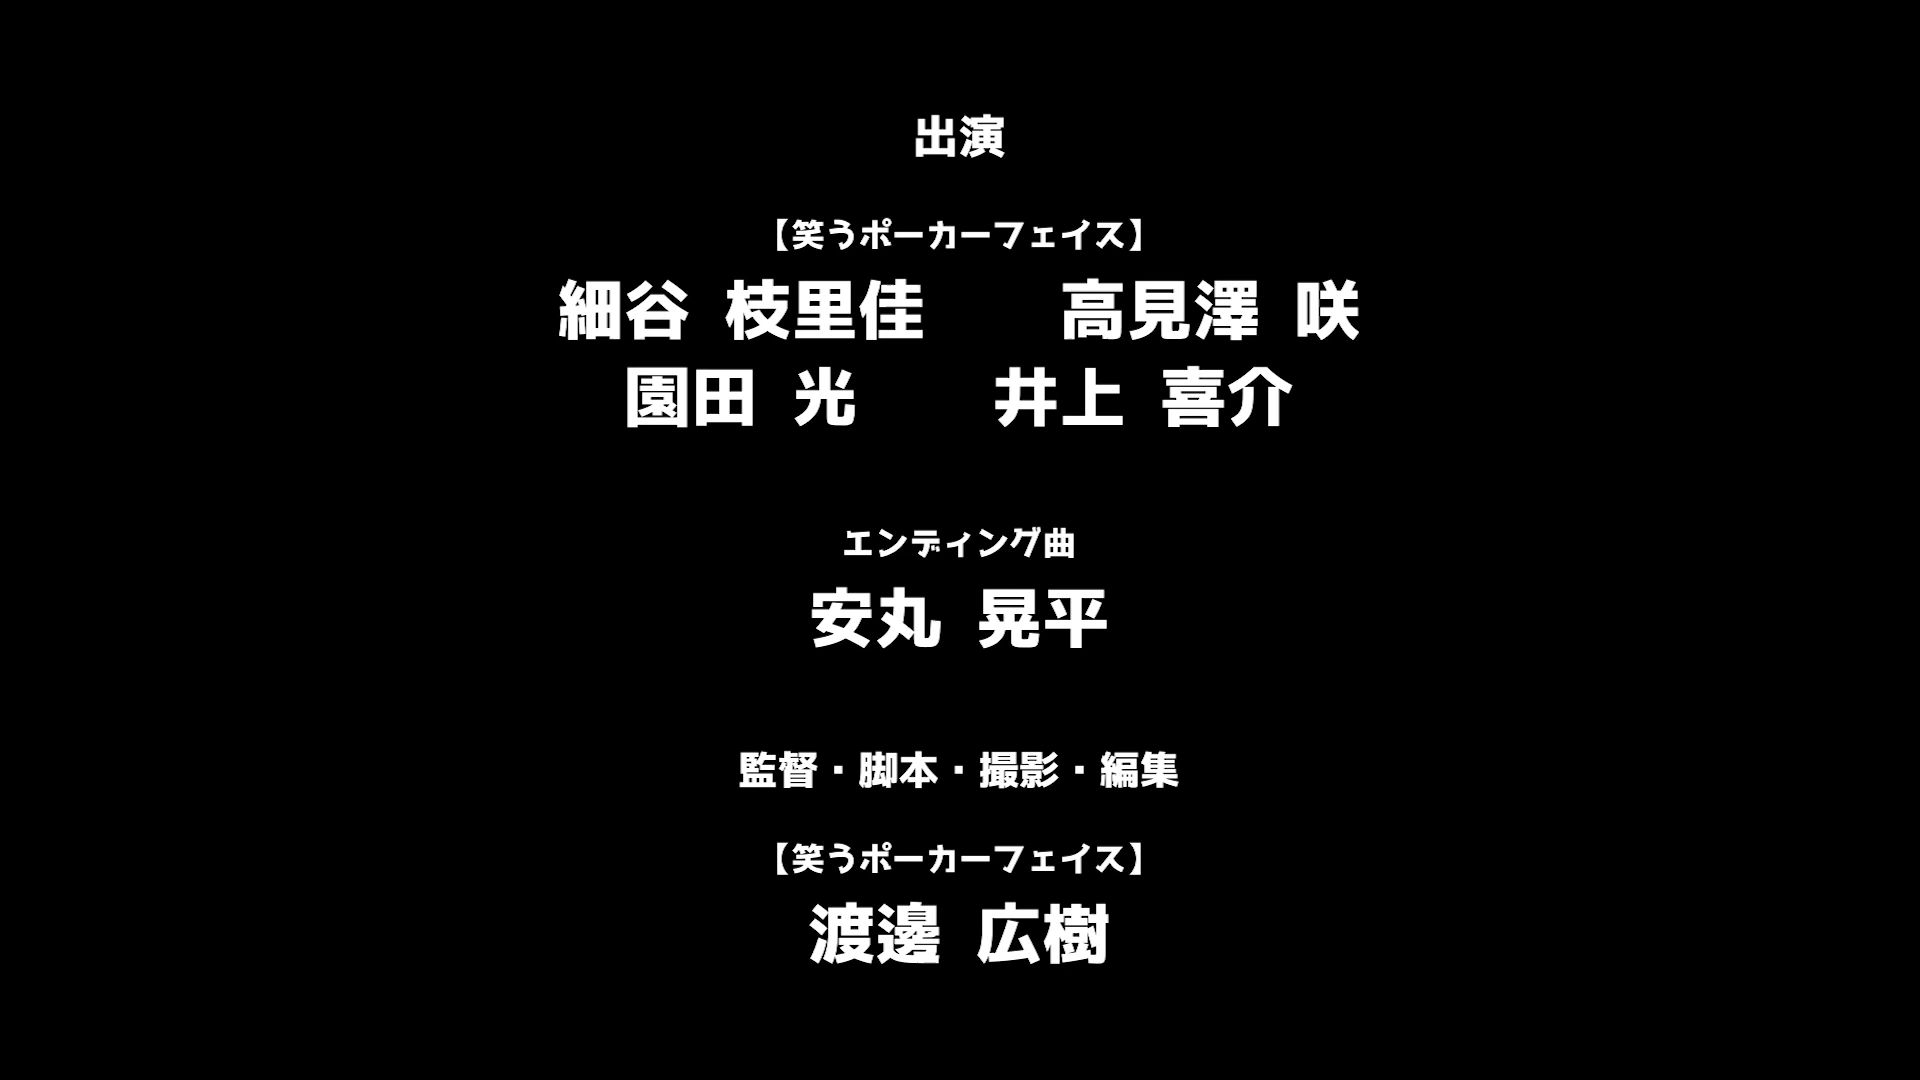 出演
【笑うポーカーフェイス】
細谷 枝里佳　　高見澤 咲
園田 光　　井上 喜介
エンディング曲
安丸 晃平
監督・脚本・撮影・編集
【笑うポーカーフェイス】
渡邊 広樹